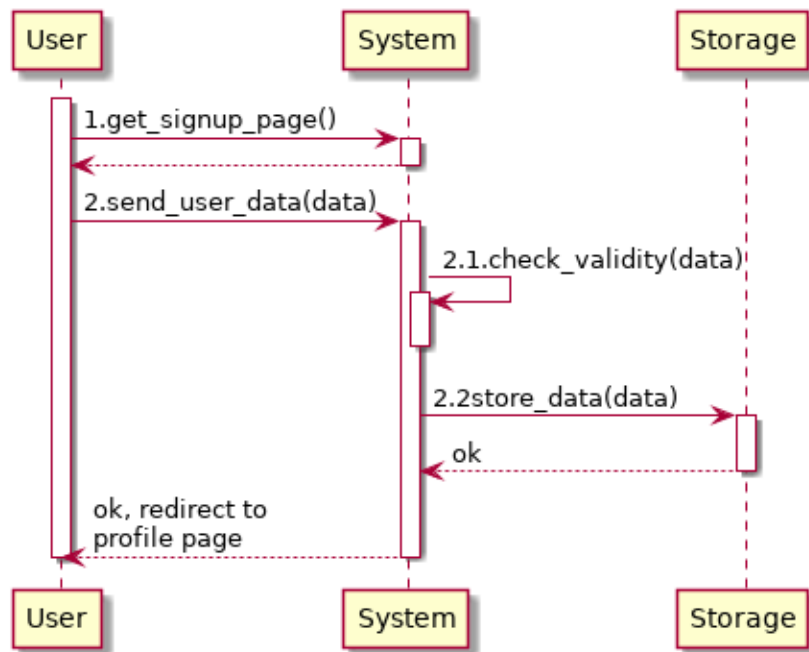 User
System
Storage
1.get_signup_page()
2.send_user_data(data)
2.1.check_validity(data)
2.2store_data(data)
ok
ok, redirect to
profile page
User
System
Storage